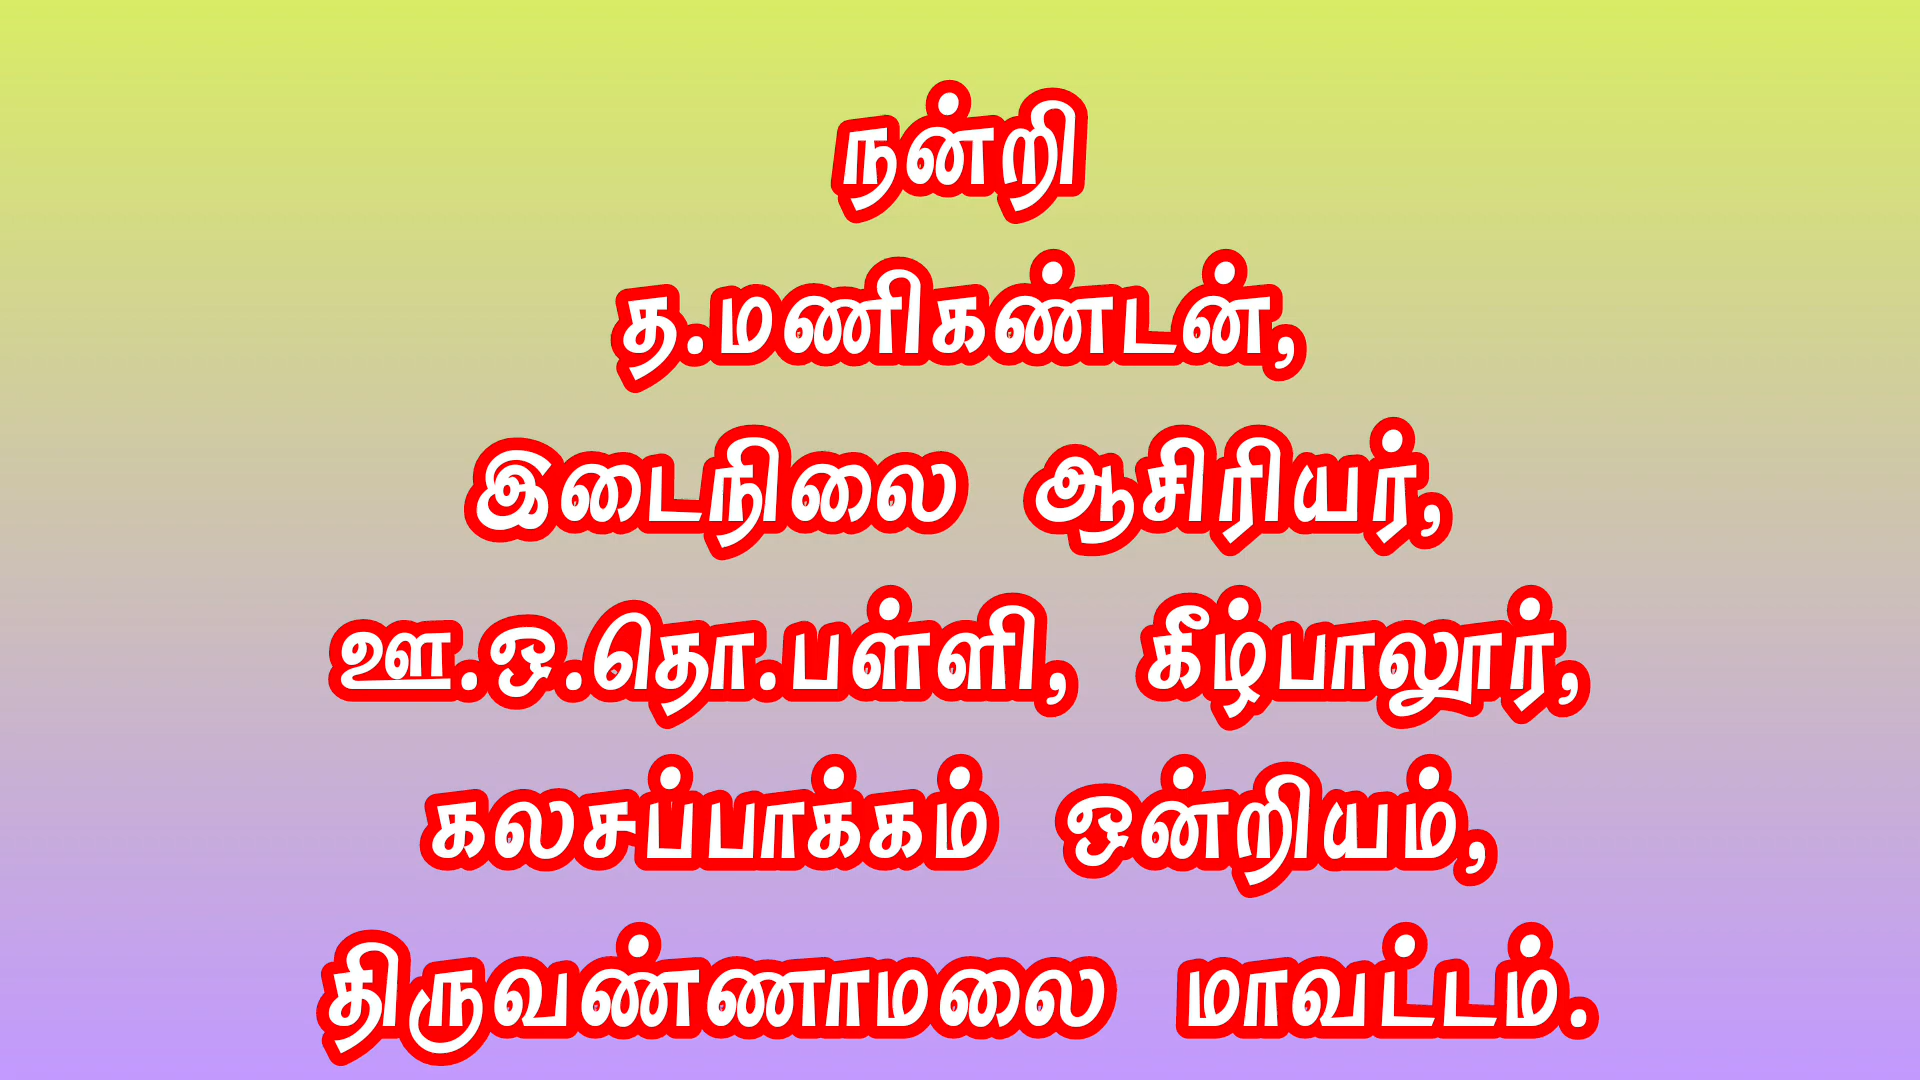 நன்றி
த.மணிகண்டன்,
இடைநிலை ஆசிரியர்,
ஊ.ஒ.தொ.பள்ளி, கீழ்பாலூர்,
கலசப்பாக்கம் ஒன்றியம்,
திருவண்ணாமலை மாவட்டம்.